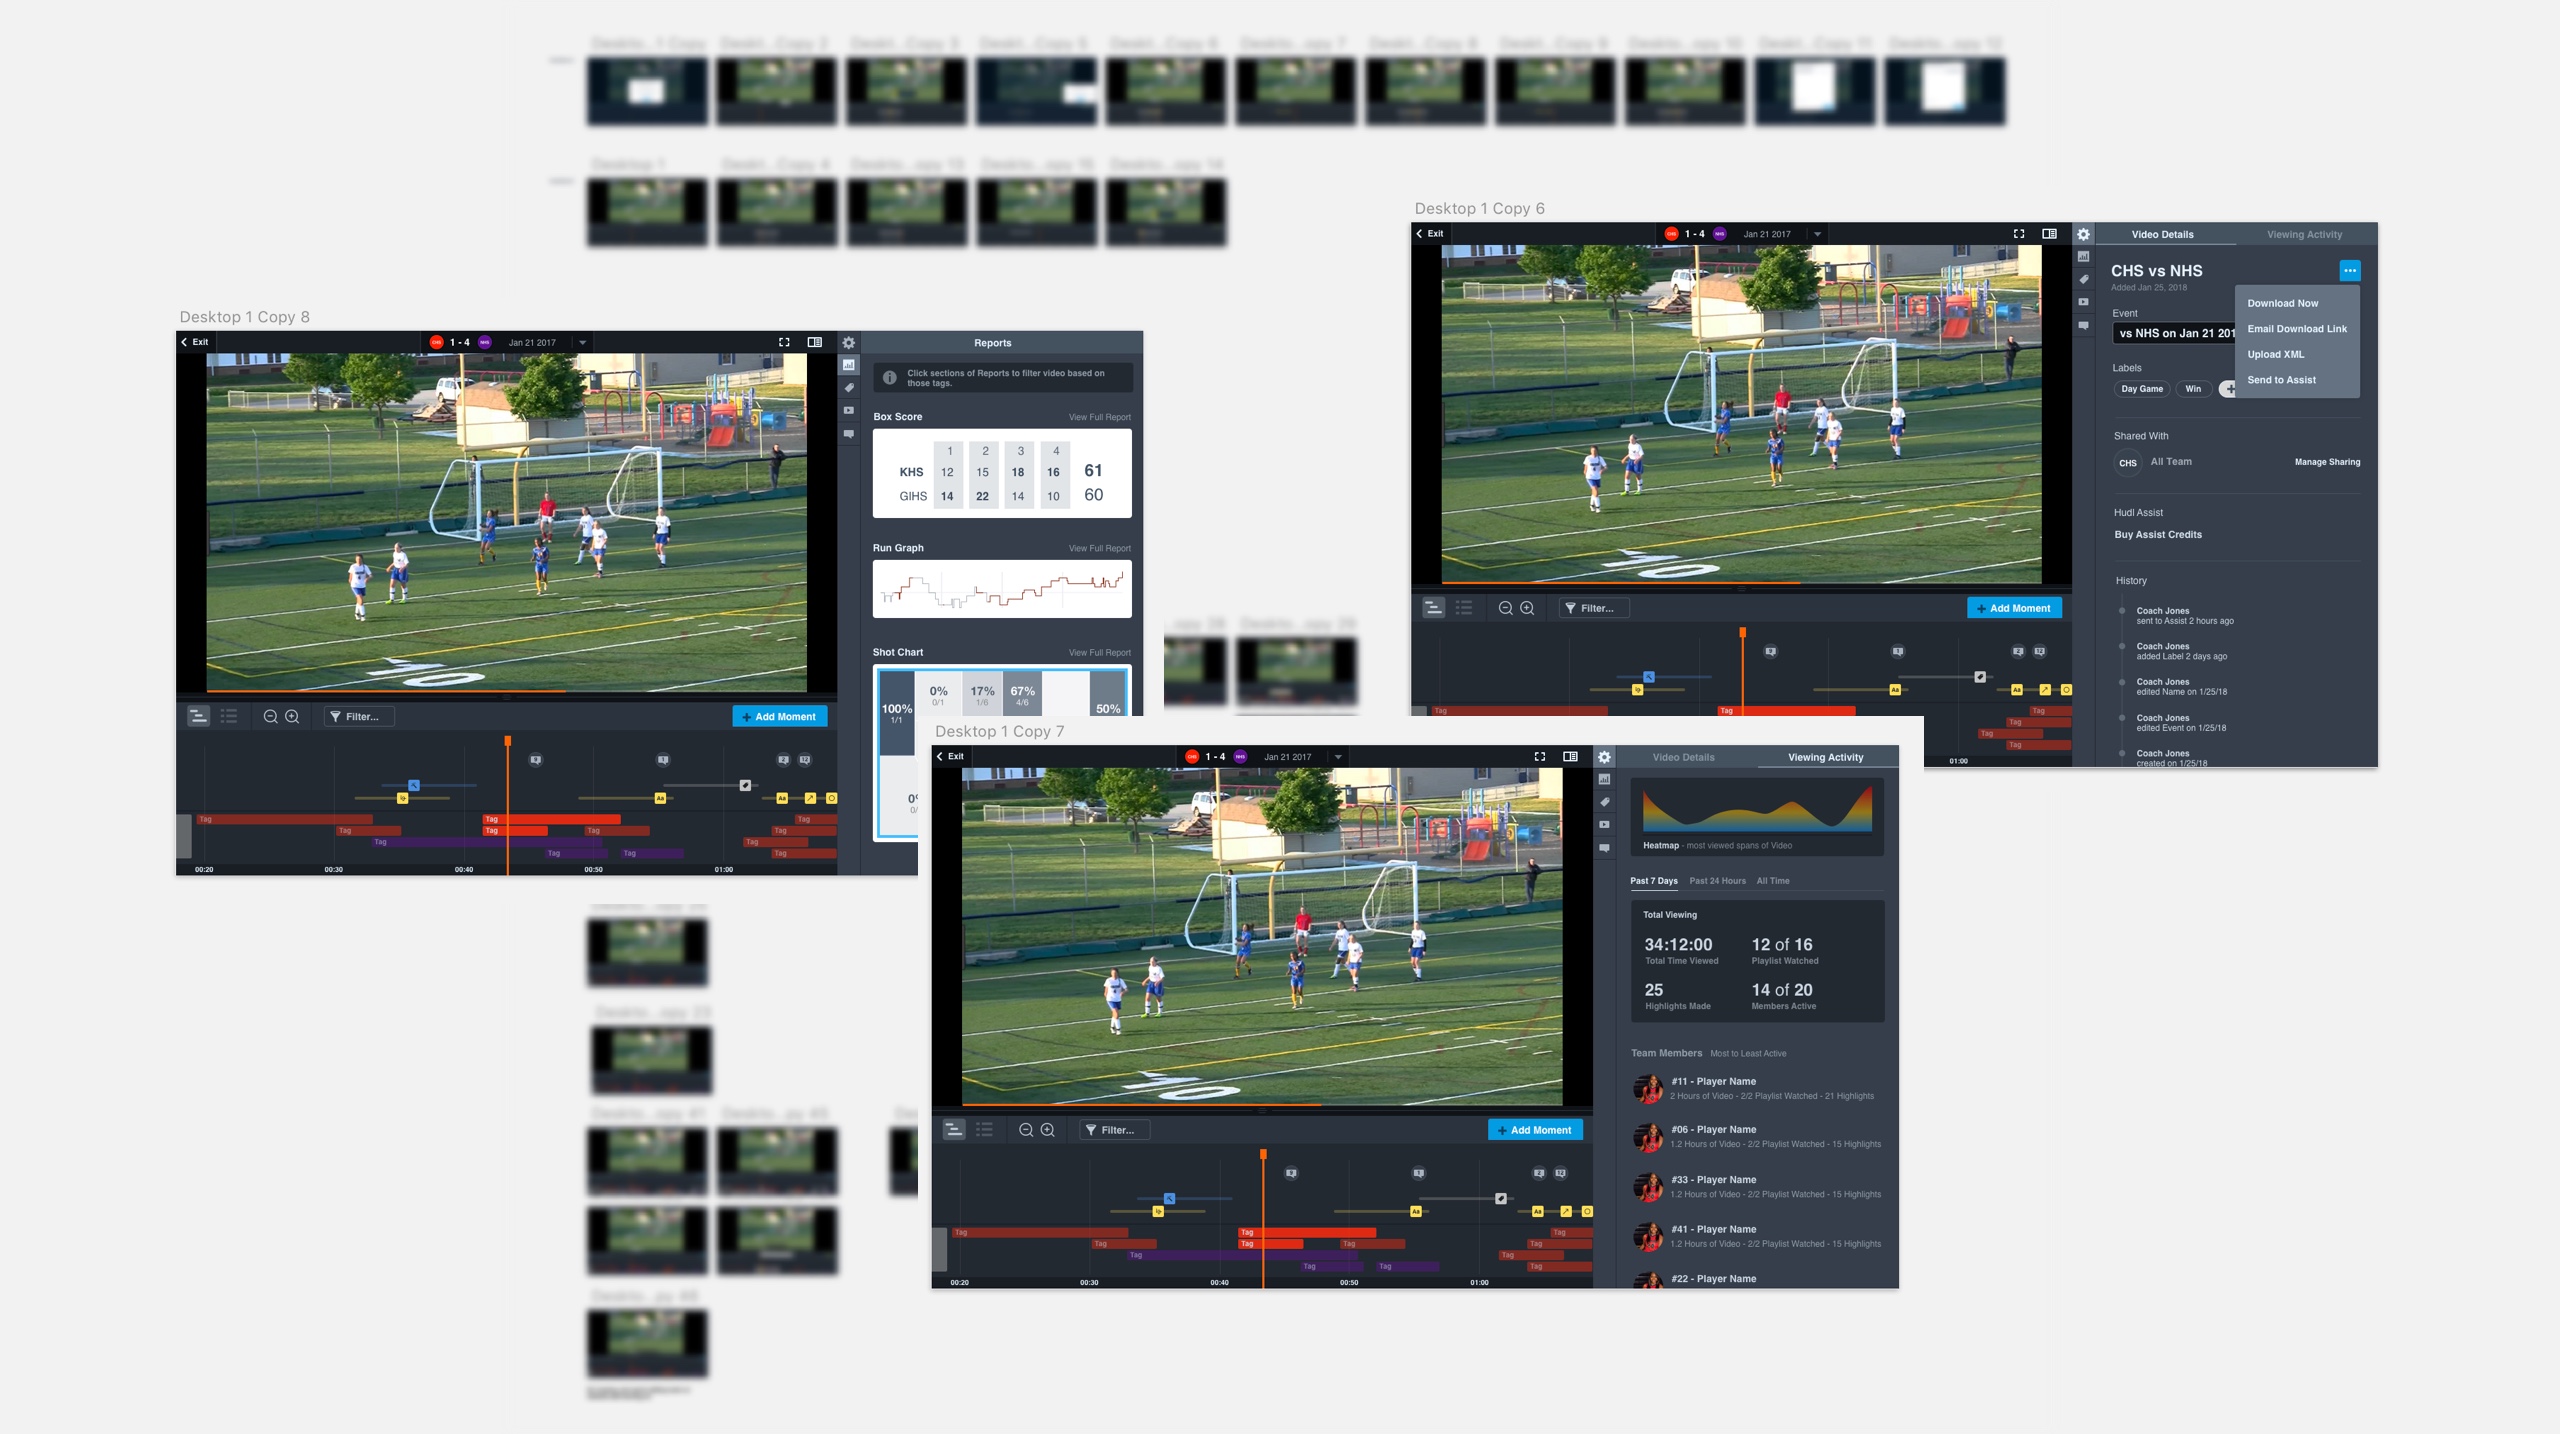 Desktop 1
Desktop 1 Copy 8
Exit
1 - 4
Jan 21 2017
Reports
Click sections of Reports to filter video based on
those tags.
Box Score
View Full Report
1 2 3 4
KHS 12 15 18 16 61
GIHS 14 22 14 10 60
Run Graph
View Full Report
Shot Chart
View Full Report
100%
1/1
0%
0/1
17%
1/6
67%
4/6
50%
Filter...
+ Add Moment
Tag
Tag
Tag
Tag
Tag
Tag
Tag
Tag
Tag
Tag
Tag
Tag
00:20 00:30 00:40 00:50 01:00
Desktop 1 Copy 6
Exit
CHS 1 - 4 NHS
Jan 21 2017
Video Details
Viewing Activity
CHS vs NHS
Added Jan 25, 2018
Download Now
Email Download Link
Upload XML
Send to Assist
Event
vs NHS on Jan 21 201
Labels
Day Game
Win
+
Shared With
CHS
All Team
Manage Sharing
Hudl Assist
Buy Assist Credits
History
Coach Jones
sent to Assist 2 hours ago
Coach Jones
added Label 2 days ago
Coach Jones
edited Name on 1/25/18
Coach Jones
edited Event on 1/25/18
Coach Jones
created on 1/25/18
Filter...
+ Add Moment
Tag
Tag
Tag
Tag
Tag
Tag
01:00
Desktop 1 Copy 7
Exit
1 - 4
Jan 21 2017
Video Details
Viewing Activity
Heatmap - most viewed spans of Video
Past 7 Days
Past 24 Hours
All Time
Total Viewing
34:12:00
Total Time Viewed
12 of 16
Playlist Watched
25
Highlights Made
14 of 20
Members Active
Team Members
Most to Least Active
#11 - Player Name
2 Hours of Video - 2/2 Playlist Watched - 21 Highlights
#06 - Player Name
1.2 Hours of Video - 2/2 Playlist Watched - 15 Highlights
#33 - Player Name
1.2 Hours of Video - 2/2 Playlist Watched - 15 Highlights
#41 - Player Name
1.2 Hours of Video - 2/2 Playlist Watched - 15 Highlights
#22 - Player Name
Filter...
+ Add Moment
Tag
Tag
Tag
Tag
Tag
Tag
Tag
Tag
Tag
Tag
Tag
Tag
00:20 00:30 00:40 00:50 01:00